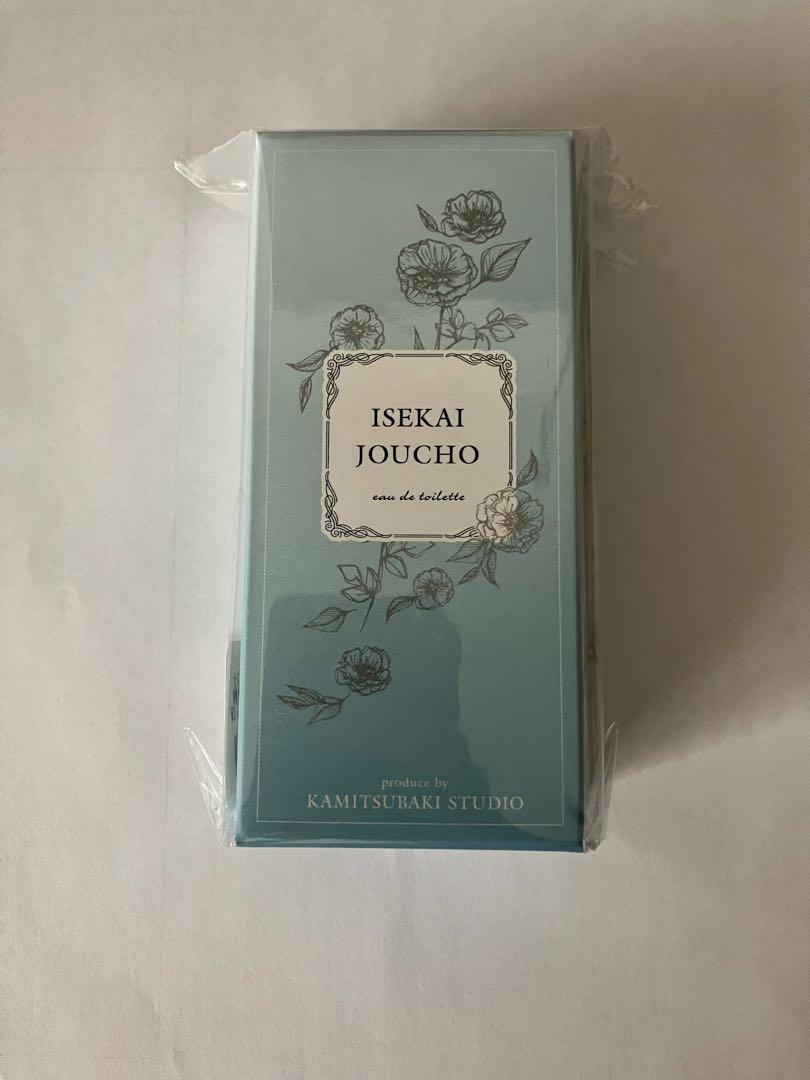 ISEKAI
JOUCHO
eau de toilette
produce by
KAMITSUBAKI STUDIO